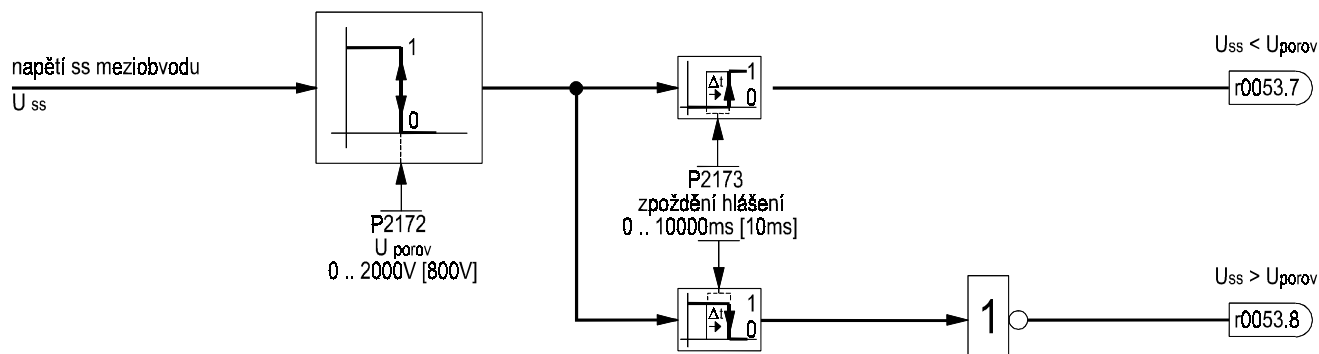 napětí ss meziobvodu
U ss
1
0
P2172
U porov
0 .. 2000V [800V]
Δt
1
0
P2173
zpoždění hlášení
0 .. 10000ms [10ms]
Uss < Uporov
r0053.7
Δt
1
0
1
Uss > Uporov
r0053.8